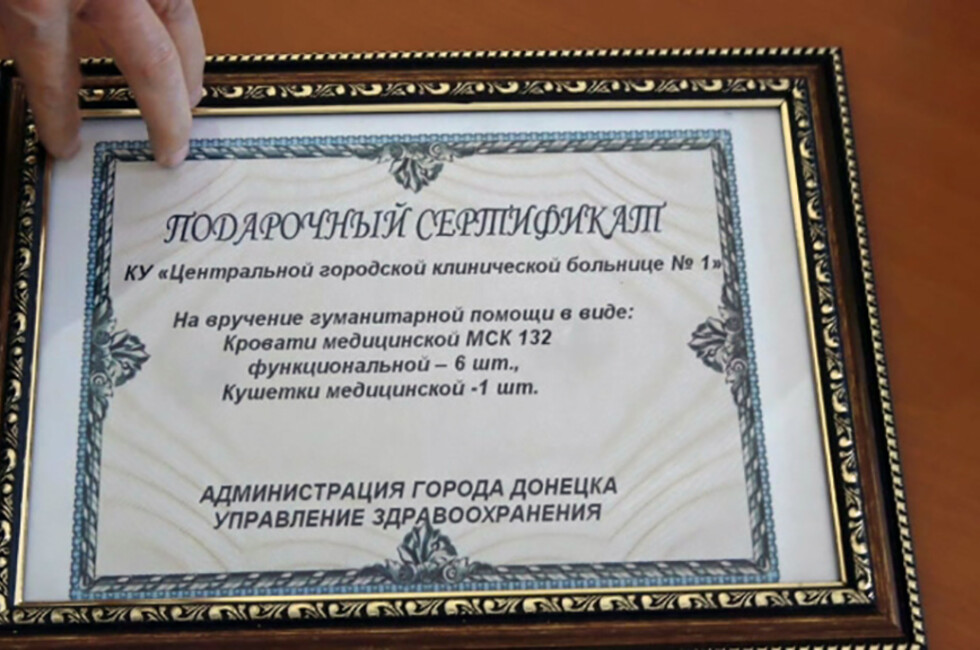 ПОДАРОЧНЫЙ СЕРТИФИКАТ
КУ «Центральной городской клинической больнице № 1»
На вручение гуманитарной помощи в виде:
Кровати медицинской МСК 132
функциональной – 6 шт.,
Кушетки медицинской -1 шт.
АДМИНИСТРАЦИЯ ГОРОДА ДОНЕЦКА
УПРАВЛЕНИЕ ЗДРАВООХРАНЕНИЯ